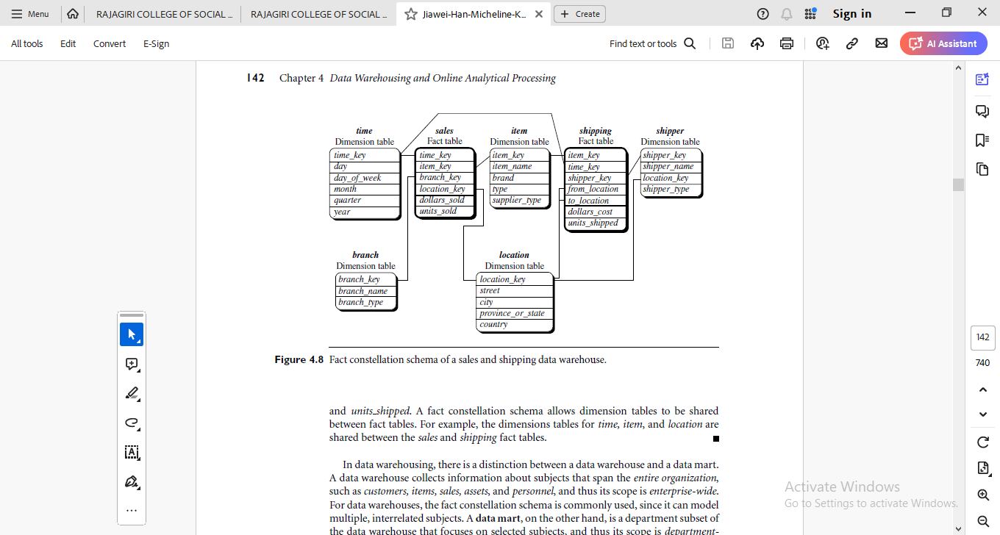 Menu
RAJAGIRI COLLEGE OF SOCIAL ...
RAJAGIRI COLLEGE OF SOCIAL ...
Jiawei-Han-Micheline-K...
Create
Sign in
All tools
Edit
Convert
E-Sign
Find text or tools
AI Assistant
142 Chapter 4 Data Warehousing and Online Analytical Processing
time
Dimension table
time_key
day
day_of_week
month
quarter
year
sales
Fact table
time_key
item_key
branch_key
location_key
dollars_sold
units_sold
item
Dimension table
item_key
item_name
brand
type
supplier_type
shipping
Fact table
item_key
time_key
shipper_key
from_location
to_location
dollars_cost
units_shipped
shipper
Dimension table
shipper_key
shipper_name
location_key
shipper_type
branch
Dimension table
branch_key
branch_name
branch_type
location
Dimension table
location_key
street
city
province_or_state
country
Figure 4.8 Fact constellation schema of a sales and shipping data warehouse.
and units_shipped. A fact constellation schema allows dimension tables to be shared
between fact tables. For example, the dimensions tables for time, item, and location are
shared between the sales and shipping fact tables.
In data warehousing, there is a distinction between a data warehouse and a data mart.
A data warehouse collects information about subjects that span the entire organization,
such as customers, items, sales, assets, and personnel, and thus its scope is enterprise-wide.
For data warehouses, the fact constellation schema is commonly used, since it can model
multiple, interrelated subjects. A data mart, on the other hand, is a department subset of
the data warehouse that focuses on selected subjects, and thus its scope is department-
142
740
Activate Windows
Go to Settings to activate Windows.